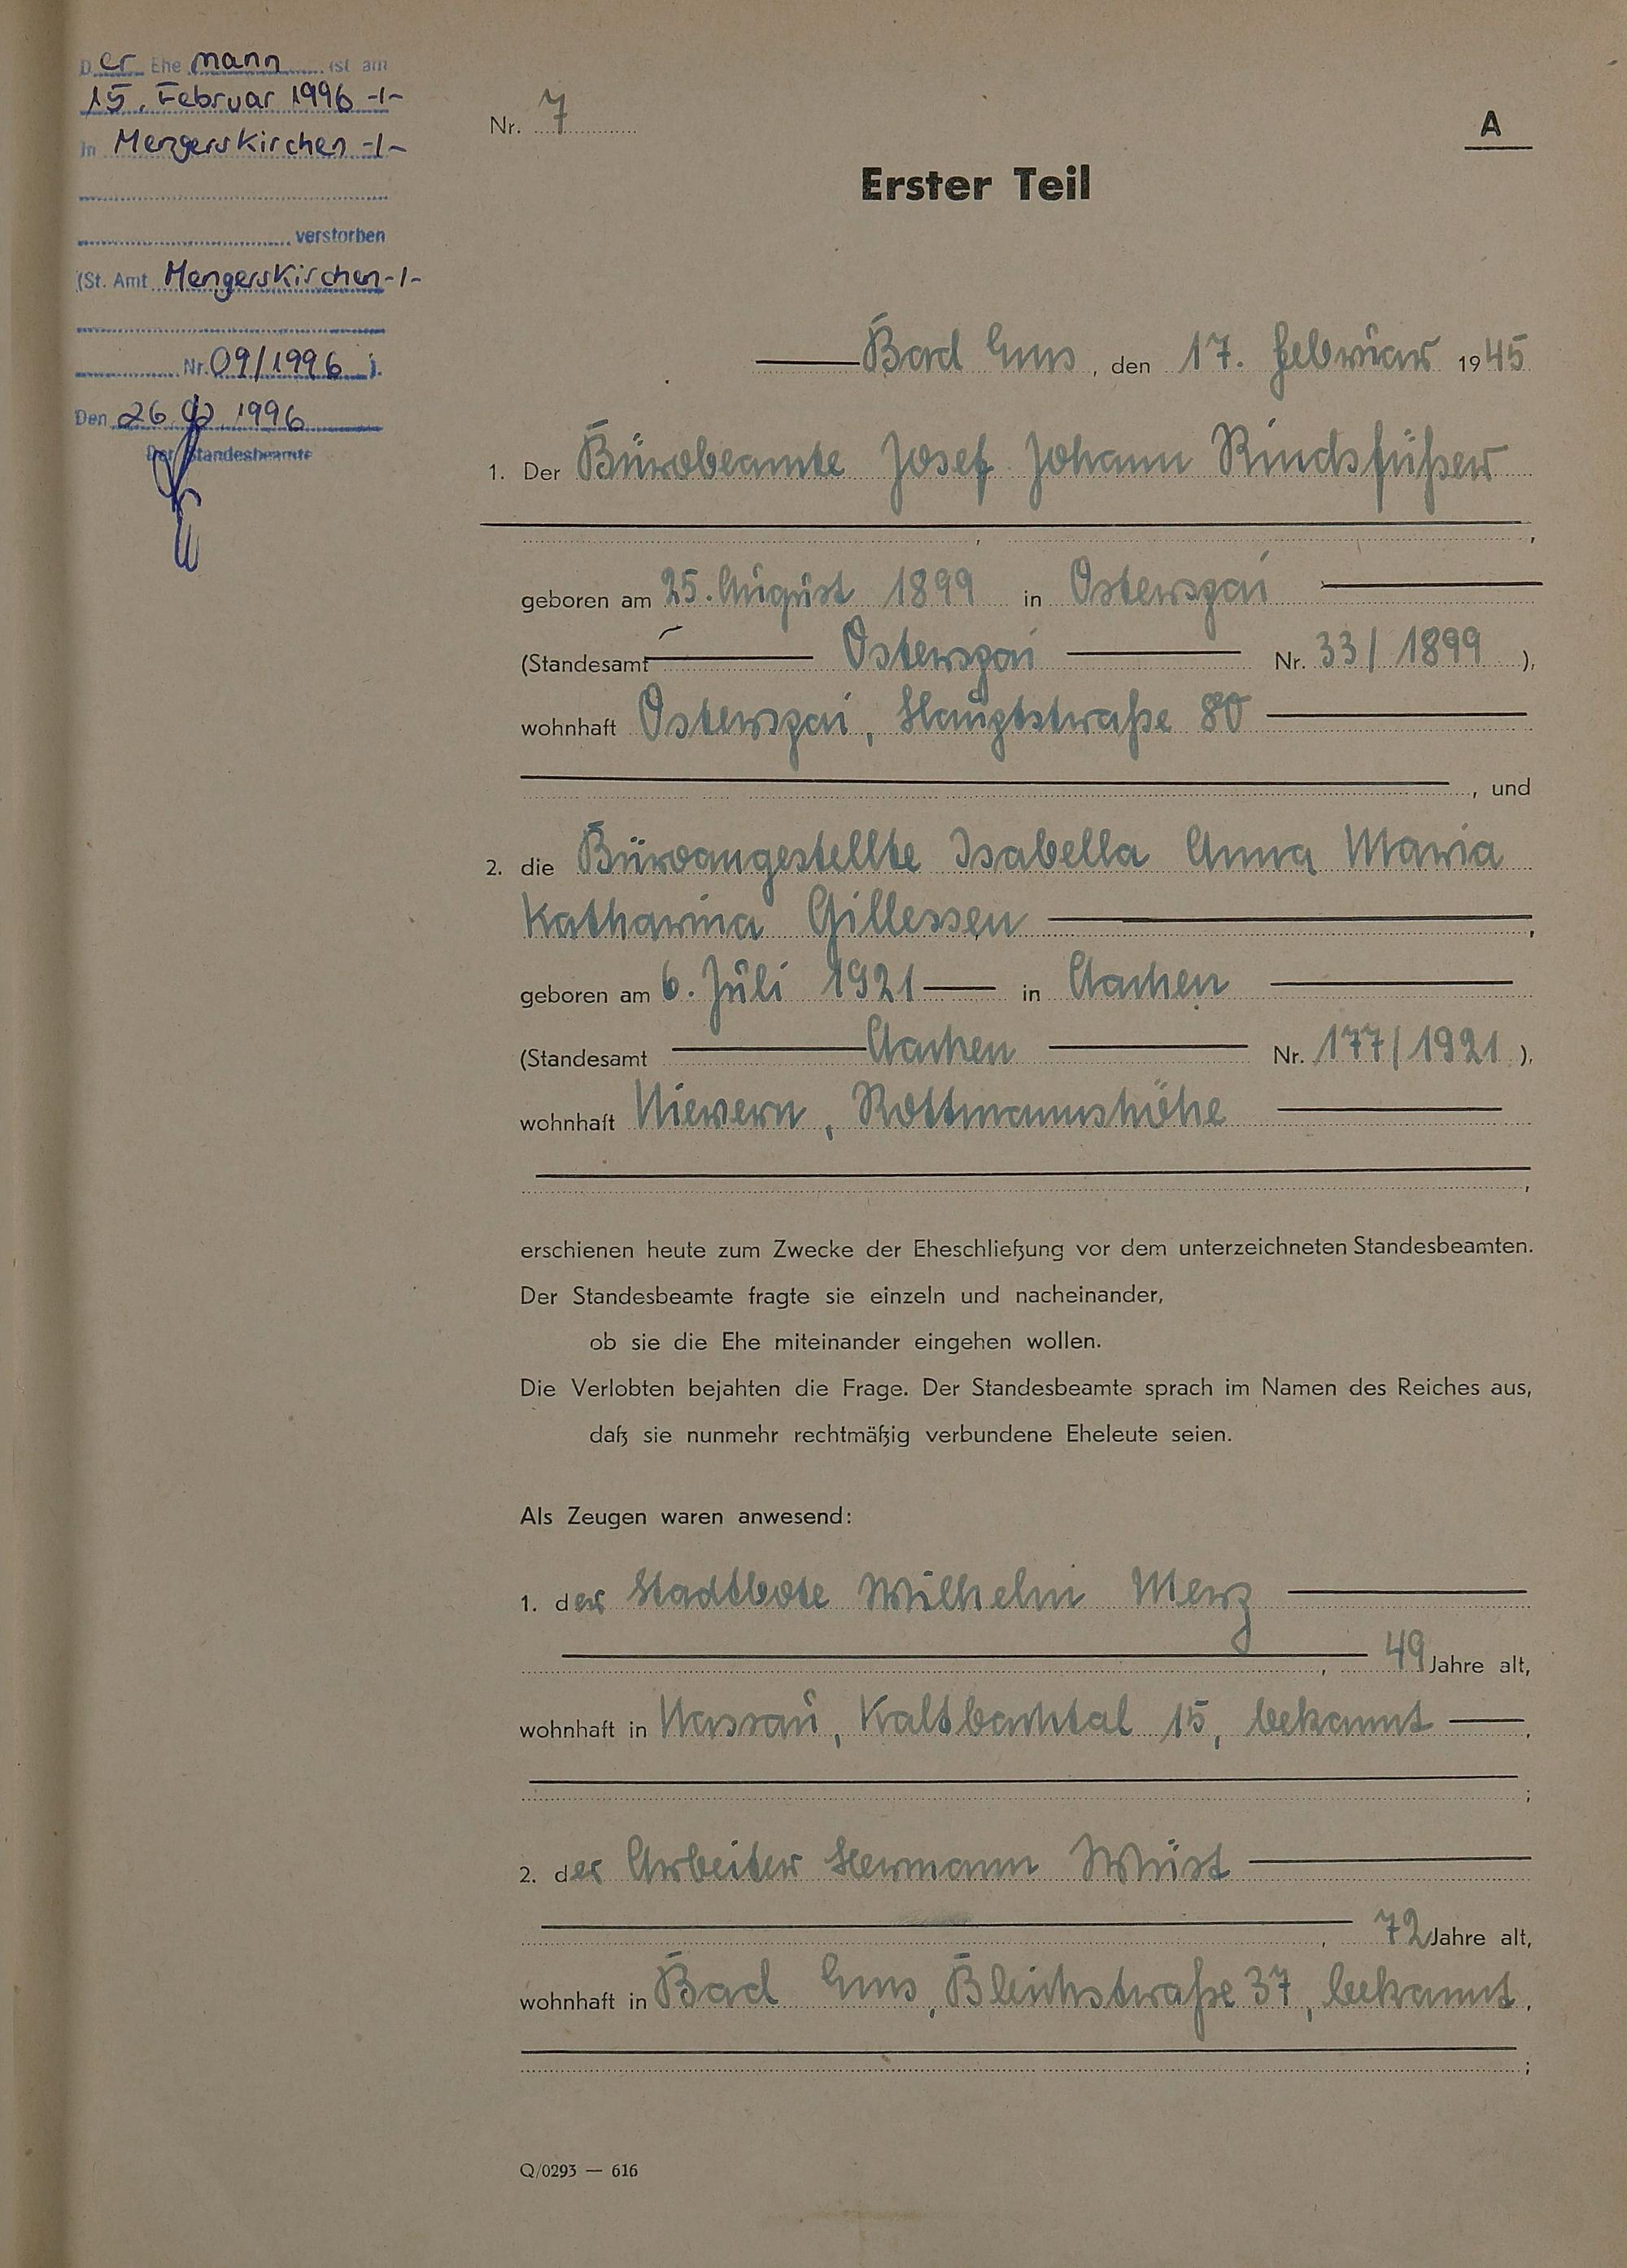 Der Ehe mann ist am
15. Februar 1996 -/-
in Mengerskirchen -/-
verstorben
(St. Amt Mengerskirchen -/-
Nr. 09/1996 ).
Den 26.02.1996
Der Standesbeamte
Nr. 7
A
Erster Teil
Bad Ems, den 17. Februar 1945
1. Der Bürobeamte Josef Johann Rindsfüßer
,
geboren am 25. August 1899 in Osterspai
(Standesamt Osterspai Nr. 33/1899 ),
wohnhaft Osterspai, Hauptstraße 80
, und
2. die Büroangestellte Isabella Anna Maria
Katharina Gillessen ,
geboren am 6. Juli 1921 in Aachen
(Standesamt Aachen Nr. 177/1921 ),
wohnhaft Nievern, Rottmannshöhe
,
erschienen heute zum Zwecke der Eheschließung vor dem unterzeichneten Standesbeamten.
Der Standesbeamte fragte sie einzeln und nacheinander,
ob sie die Ehe miteinander eingehen wollen.
Die Verlobten bejahten die Frage. Der Standesbeamte sprach im Namen des Reiches aus,
daß sie nunmehr rechtmäßig verbundene Eheleute seien.
Als Zeugen waren anwesend:
1. der Stadtbote Wilhelm Merz
, 49 Jahre alt,
wohnhaft in Nassau, Kaltbachtal 15, bekannt ,
;
2. der Arbeiter Hermann Wüst
, 72 Jahre alt,
wohnhaft in Bad Ems, Bleichstraße 37, bekannt.
;
Q/0293 — 616